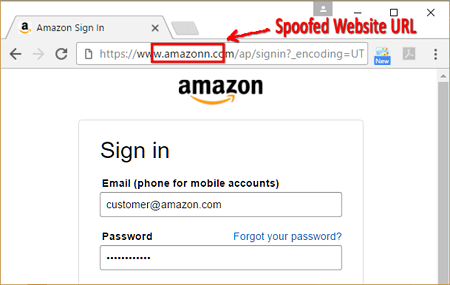 Amazon Sign In
Spoofed Website URL
https://www.amazonn.com/ap/signin?_encoding=UT
New
amazon
Sign in
Email (phone for mobile accounts)
customer@amazon.com
Password Forgot your password?
••••••••••••